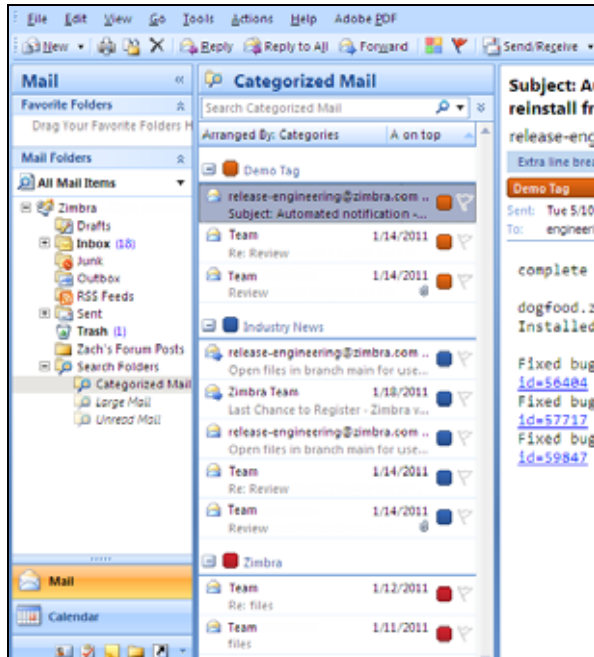 File Edit View Go Tools Actions Help Adobe PDF
New Reply Reply to All Forward Send/Receive
Mail
Favorite Folders
Drag Your Favorite Folders H
Mail Folders
All Mail Items
Zimbra
Drafts
Inbox (18)
Junk
Outbox
RSS Feeds
Sent
Trash (1)
Zach's Forum Posts
Search Folders
Categorized Mail
Large Mail
Unread Mail
Mail
Calendar
Categorized Mail
Search Categorized Mail
Arranged By: Categories A on top
Demo Tag
release-engineering@zimbra.com ..
Subject: Automated notification -...
Team 1/14/2011
Re: Review
Team 1/14/2011
Review
Industry News
release-engineering@zimbra.com ..
Open files in branch main for use...
Zimbra Team 1/18/2011
Last Chance to Register - Zimbra v...
release-engineering@zimbra.com ..
Open files in branch main for use...
Team 1/14/2011
Re: Review
Team 1/14/2011
Review
Zimbra
Team 1/12/2011
Re: files
Team 1/11/2011
files
Subject: Au
reinstall fr
release-eng
Extra line brea
Demo Tag
Sent: Tue 5/10
To: engineeri
complete
dogfood.z
Installed
Fixed bug
id=56404
Fixed bug
id=57717
Fixed bug
id=59847